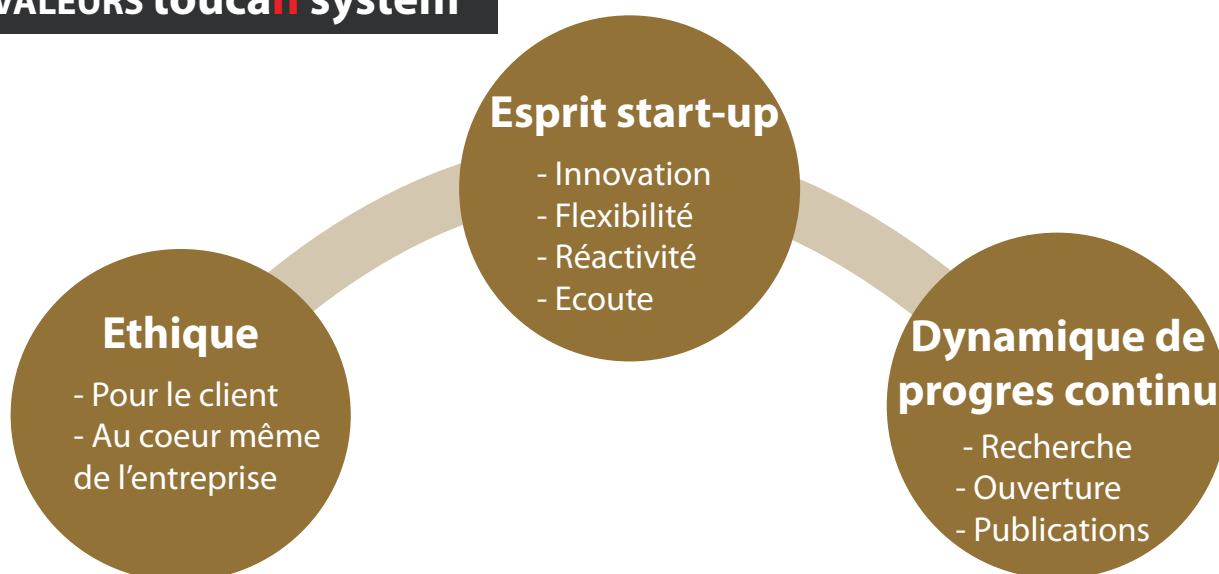 VALEURS toucan system
Esprit start-up
- Innovation
- Flexibilité
- Réactivité
- Ecoute
Ethique
- Pour le client
- Au coeur même
de l’entreprise
Dynamique de
progres continu
- Recherche
- Ouverture
- Publications